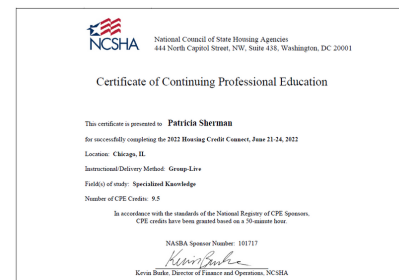 NCSHA
National Council of State Housing Agencies
444 North Capitol Street, NW, Suite 438, Washington, DC 20001
Certificate of Continuing Professional Education
This certificate is presented to Patricia Sherman
for successfully completing the 2022 Housing Credit Connect, June 21-24, 2022
Location: Chicago, IL
Instructional/Delivery Method: Group-Live
Field(s) of study: Specialized Knowledge
Number of CPE Credits: 9.5
In accordance with the standards of the National Registry of CPE Sponsors,
CPE credits have been granted based on a 50-minute hour.
NASBA Sponsor Number: 101717
Kevin Burke
Kevin Burke, Director of Finance and Operations, NCSHA